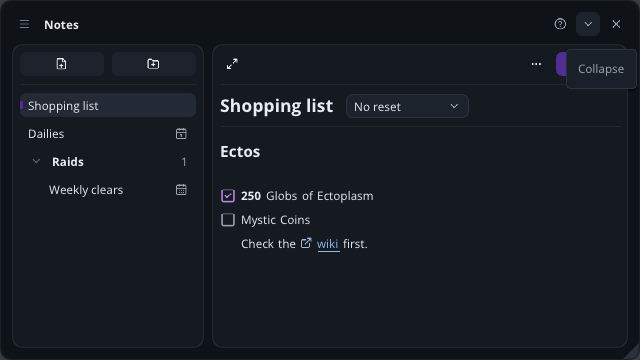 Notes
Collapse
Shopping list
Dailies
Raids 1
Weekly clears
Shopping list No reset
Ectos
250 Globs of Ectoplasm
Mystic Coins
Check the wiki first.